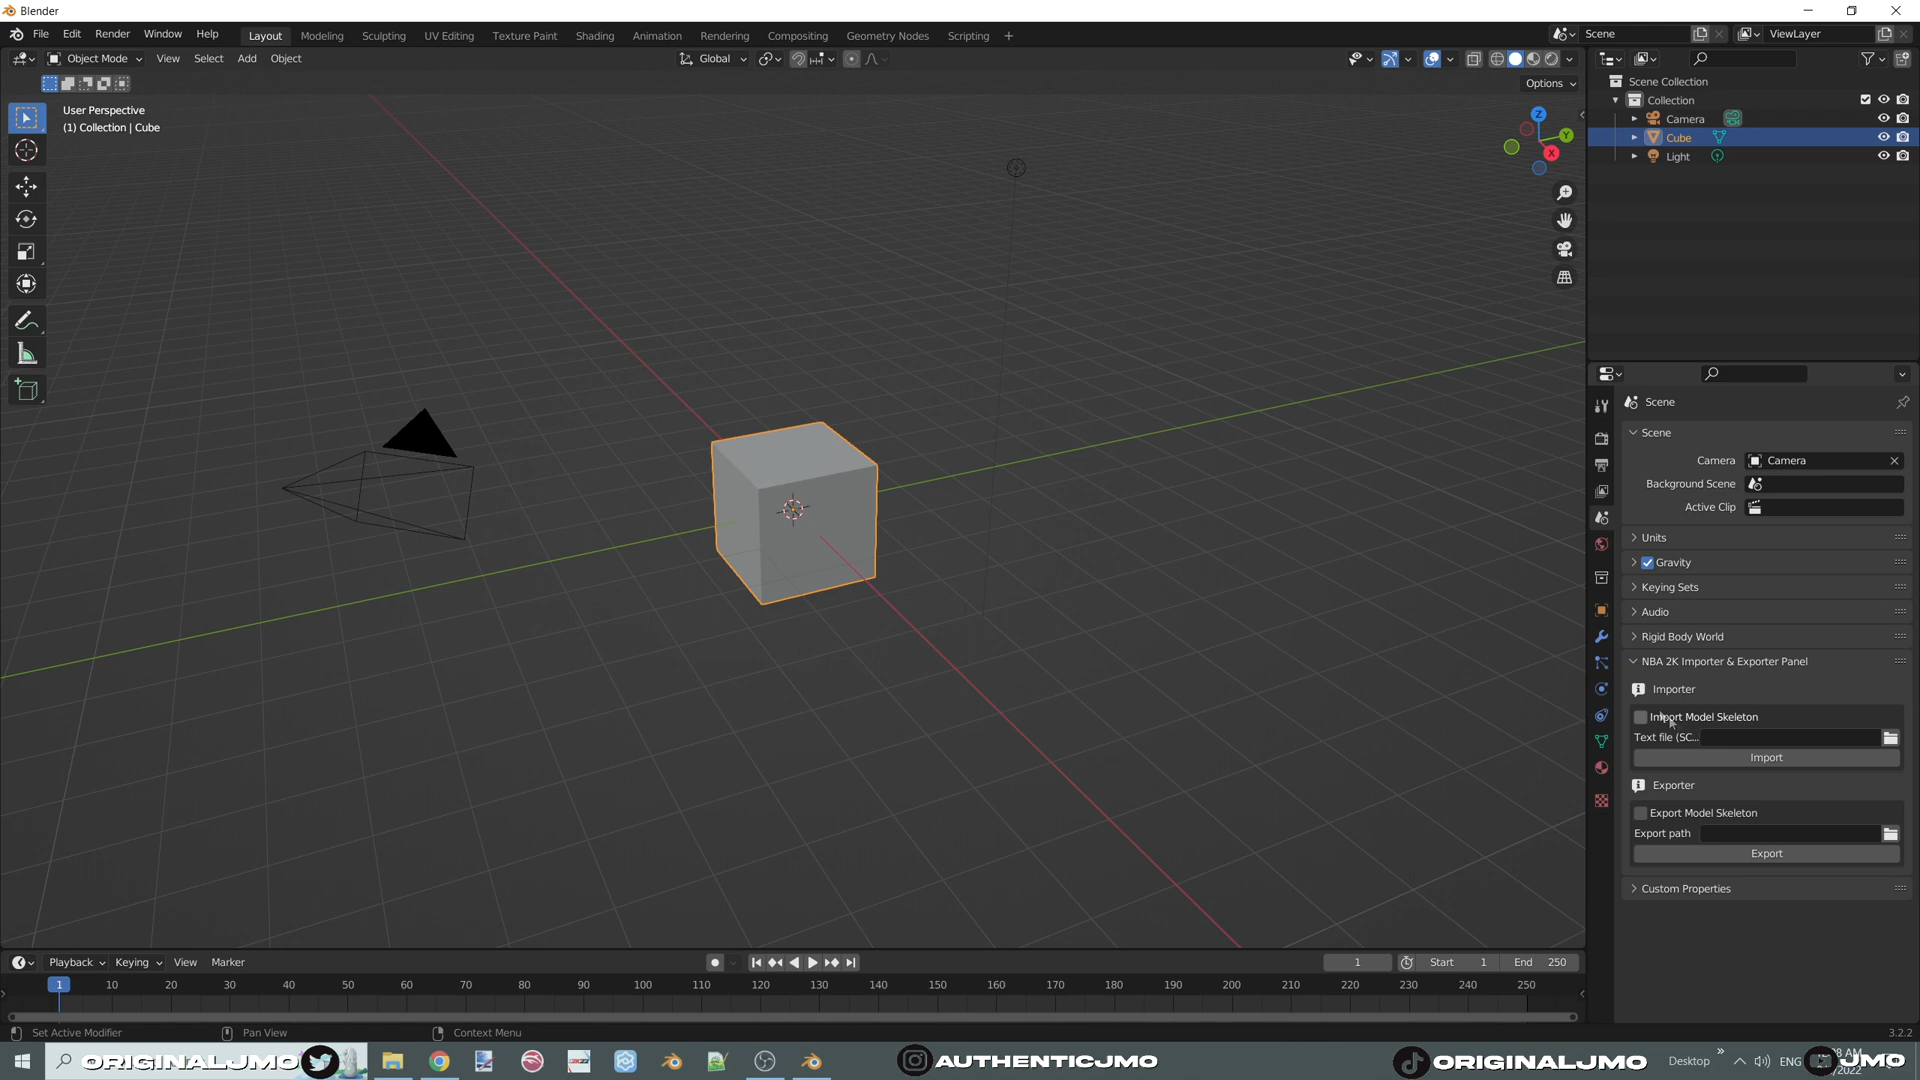 Blender
File Edit Render Window Help Layout Modeling Sculpting UV Editing Texture Paint Shading Animation Rendering Compositing Geometry Nodes Scripting + Scene ViewLayer
Object Mode View Select Add Object Global
Options
User Perspective
(1) Collection | Cube
Z
Y
X
Scene Collection
Collection
Camera
Cube
Light
Scene
Scene
Camera Camera
Background Scene
Active Clip
Units
Gravity
Keying Sets
Audio
Rigid Body World
NBA 2K Importer & Exporter Panel
Importer
Import Model Skeleton
Text file (SC...
Import
Exporter
Export Model Skeleton
Export path
Export
Custom Properties
Playback Keying View Marker 1 Start 1 End 250
1 10 20 30 40 50 60 70 80 90 100 110 120 130 140 150 160 170 180 190 200 210 220 230 240 250
Set Active Modifier Pan View Context Menu 3.2.2
ORIGINALJMO AUTHENTICJMO ORIGINALJMO Desktop ENG JMO